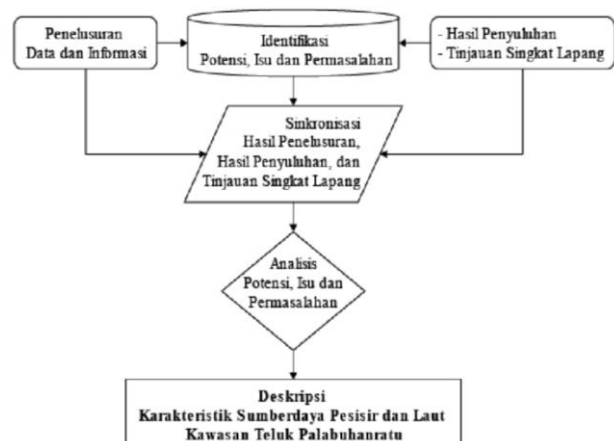 Penelusuran
Data dan Informasi
Identifikasi
Potensi, Isu dan Permasalahan
- Hasil Penyuluhan
- Tinjauan Singkat Lapang
Sinkronisasi
Hasil Penelusuran,
Hasil Penyuluhan, dan
Tinjauan Singkat Lapang
Analisis
Potensi, Isu dan
Permasalahan
Deskripsi
Karakteristik Sumberdaya Pesisir dan Laut
Kawasan Teluk Palabuhanratu